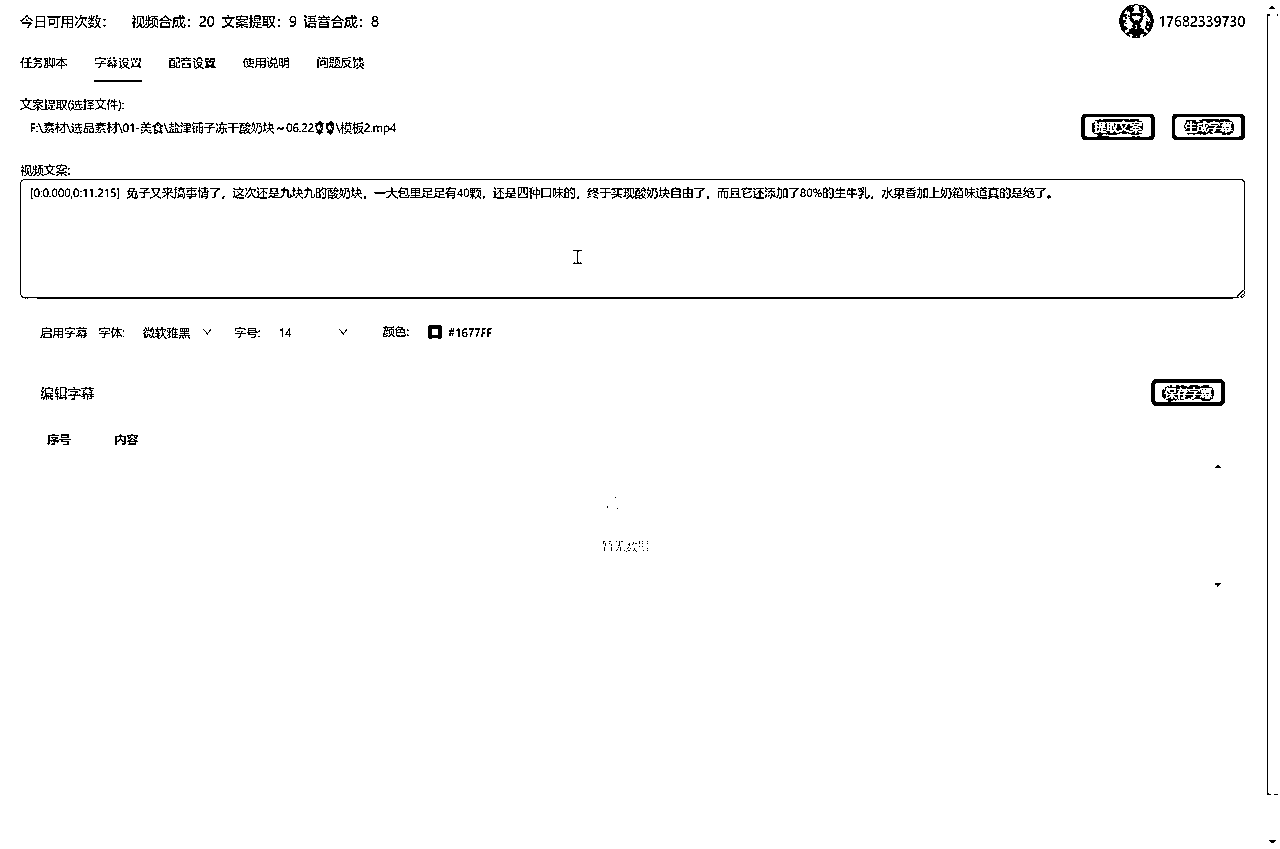 今日可用次数: 视频合成: 20 文案提取: 9 语音合成: 8
17682339730
任务脚本 字幕设置 配音设置 使用说明 问题反馈
文案提取(选择文件):
F:\素材\选品素材\01-美食\盐津铺子冻干酸奶块~06.22\模板2.mp4
提取文案 生成字幕
视频文案:
[0:0.000,0:11.215] 兔子又来搞事情了，这次还是九块九的酸奶块，一大包里足足有40颗，还是四种口味的，终于实现酸奶块自由了，而且它还添加了80%的生牛乳，水果香加上奶香味道真的是绝了。
启用字幕 字体: 微软雅黑 字号: 14 颜色: #1677FF
编辑字幕
保存字幕
序号 内容
暂无数据